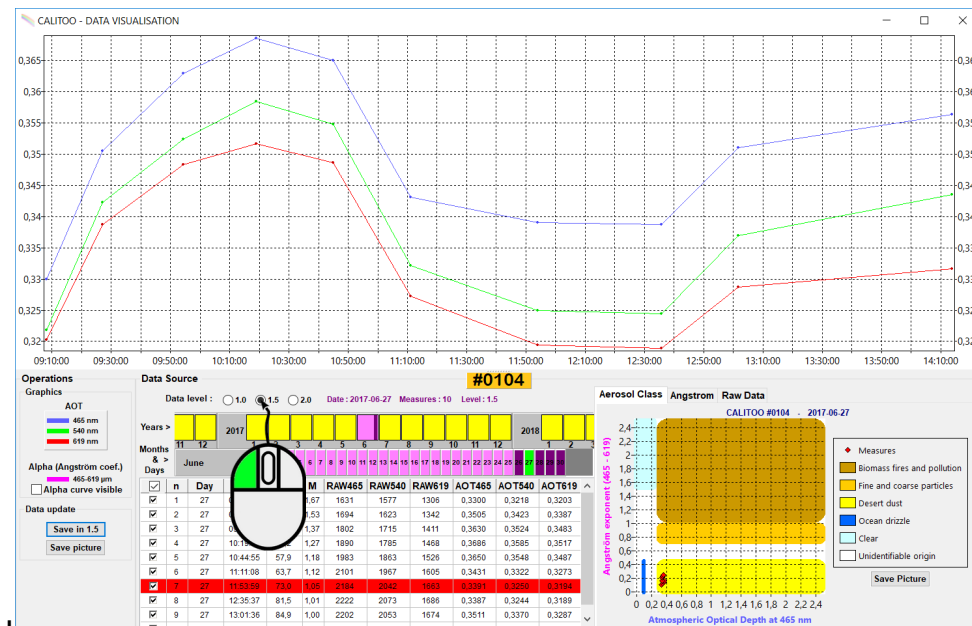 CALITOO - DATA VISUALISATION
0,365
0,36
0,355
0,35
0,345
0,34
0,335
0,33
0,325
0,32
09:10:00 09:30:00 09:50:00 10:10:00 10:30:00 10:50:00 11:10:00 11:30:00 11:50:00 12:10:00 12:30:00 12:50:00 13:10:00 13:30:00 13:50:00 14:10:00
Operations
Graphics
AOT
465 nm
540 nm
619 nm
Alpha (Angström coef.)
465-619 µm
Alpha curve visible
Data update
Save in 1.5
Save picture
Data Source
#0104
Data level : 1.0 1.5 2.0 Date : 2017-06-27 Measures : 10 Level : 1.5
Years >
11 12 2017 1 3 4 5 6 7 8 9 10 11 12 2018 1 2
Months & > Days
June 6 7 8 9 10 11 12 13 14 15 16 17 18 19 20 21 22 23 24 25 26 27 28 29 30
n Day M RAW465 RAW540 RAW619 AOT465 AOT540 AOT619
1 27 1,67 1631 1577 1306 0,3300 0,3218 0,3203
2 27 1,53 1694 1623 1342 0,3505 0,3423 0,3387
3 27 1,37 1802 1715 1411 0,3630 0,3524 0,3483
4 27 1,27 1890 1785 1468 0,3686 0,3585 0,3517
5 27 10:44:55 57,9 1,18 1983 1863 1526 0,3650 0,3548 0,3487
6 27 11:11:08 63,7 1,12 2101 1967 1605 0,3431 0,3322 0,3273
7 27 11:53:59 73,0 1,05 2184 2042 1663 0,3391 0,3250 0,3194
8 27 12:35:37 81,5 1,01 2222 2073 1686 0,3387 0,3244 0,3189
9 27 13:01:36 84,9 1,00 2202 2053 1674 0,3511 0,3370 0,3287
Aerosol Class Angstrom Raw Data
CALITOO #0104 - 2017-06-27
Angström exponent (465 - 619)
2,4
2,2
2
1,8
1,6
1,4
1,2
1
0,8
0,6
0,4
0,2
0
0 0,2 0,4 0,6 0,8 1 1,2 1,4 1,6 1,8 2 2,2 2,4
Atmospheric Optical Depth at 465 nm
Measures
Biomass fires and pollution
Fine and coarse particles
Desert dust
Ocean drizzle
Clear
Unidentifiable origin
Save Picture